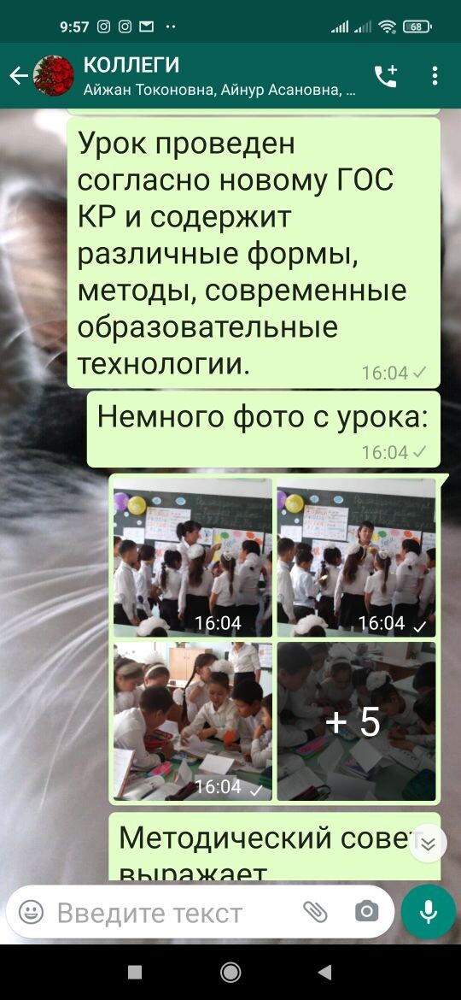 9:57
68
КОЛЛЕГИ
Айжан Токоновна, Айнур Асановна, ...
Урок проведен
согласно новому ГОС
КР и содержит
различные формы,
методы, современные
образовательные
технологии.
16:04
Немного фото с урока:
16:04
16:04
16:04
16:04
+ 5
Методический совет
выражает
Введите текст